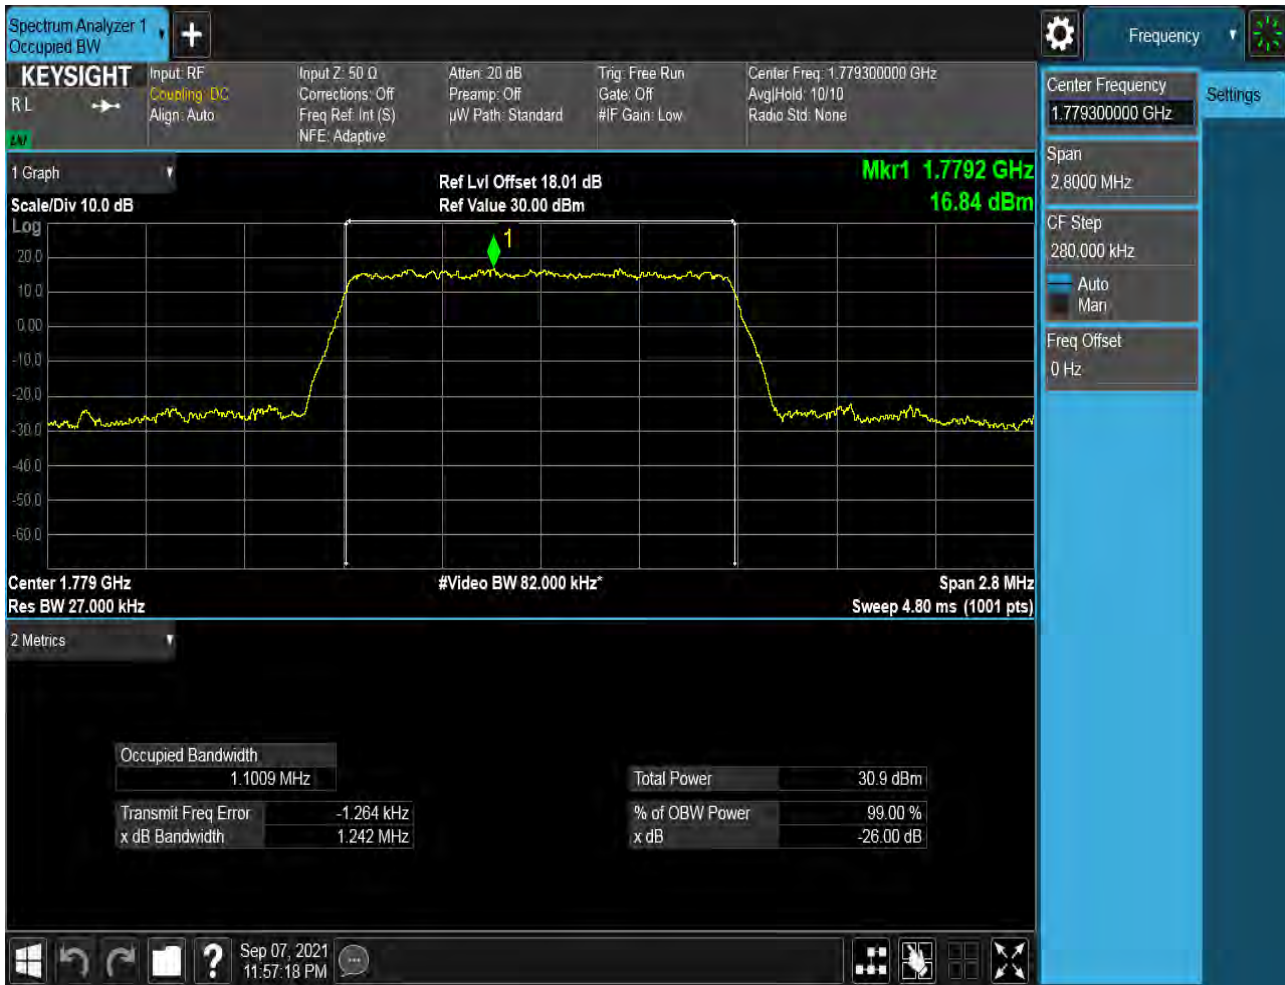 Spectrum Analyzer 1
Occupied BW
Frequency
KEYSIGHT
R L
LXI
Input: RF
Coupling: DC
Align: Auto
Input Z: 50 Ω
Corrections: Off
Freq Ref: Int (S)
NFE: Adaptive
Atten: 20 dB
Preamp: Off
µW Path: Standard
Trig: Free Run
Gate: Off
#IF Gain: Low
Center Freq: 1.779300000 GHz
Avg|Hold: 10/10
Radio Std: None
Center Frequency
1.779300000 GHz
Settings
Span
2.8000 MHz
CF Step
280.000 kHz
Auto
Man
Freq Offset
0 Hz
1 Graph
Scale/Div 10.0 dB
Ref Lvl Offset 18.01 dB
Ref Value 30.00 dBm
Mkr1 1.7792 GHz
16.84 dBm
Log
1
20.0
10.0
0.00
-10.0
-20.0
-30.0
-40.0
-50.0
-60.0
Center 1.779 GHz
#Video BW 82.000 kHz*
Span 2.8 MHz
Res BW 27.000 kHz
Sweep 4.80 ms (1001 pts)
2 Metrics
Occupied Bandwidth
1.1009 MHz
Transmit Freq Error -1.264 kHz
x dB Bandwidth 1.242 MHz
Total Power 30.9 dBm
% of OBW Power 99.00 %
x dB -26.00 dB
?
Sep 07, 2021
11:57:18 PM